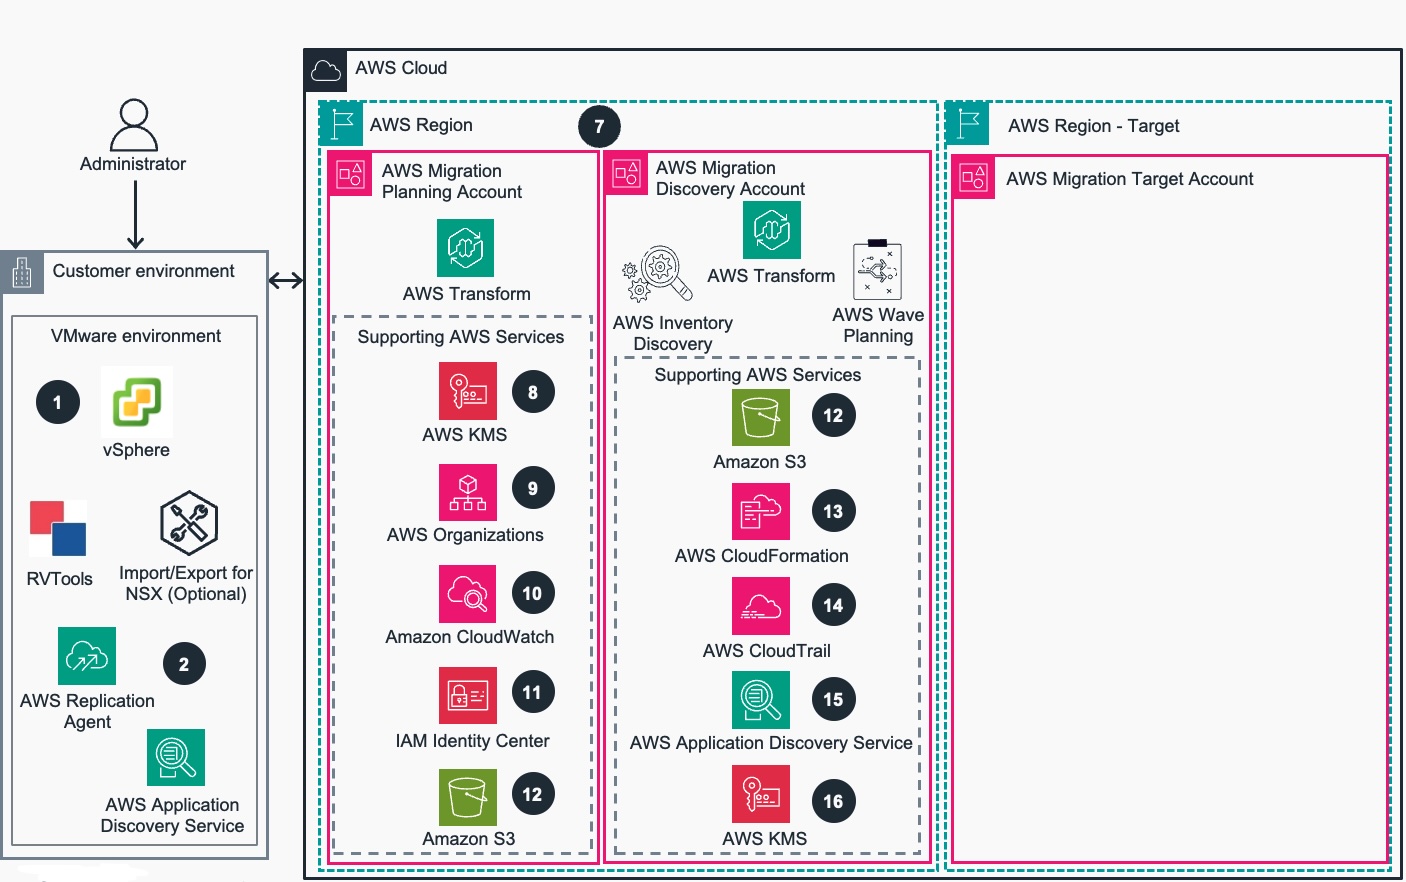 AWS Cloud
Administrator
AWS Region
7
AWS Region - Target
Customer environment
VMware environment
1
vSphere
RVTools
Import/Export for
NSX (Optional)
2
AWS Replication
Agent
AWS Application
Discovery Service
AWS Migration
Planning Account
AWS Transform
Supporting AWS Services
8
AWS KMS
9
AWS Organizations
10
Amazon CloudWatch
11
IAM Identity Center
12
Amazon S3
AWS Migration
Discovery Account
AWS Transform
AWS Inventory
Discovery
AWS Wave
Planning
Supporting AWS Services
12
Amazon S3
13
AWS CloudFormation
14
AWS CloudTrail
15
AWS Application Discovery Service
16
AWS KMS
AWS Migration Target Account